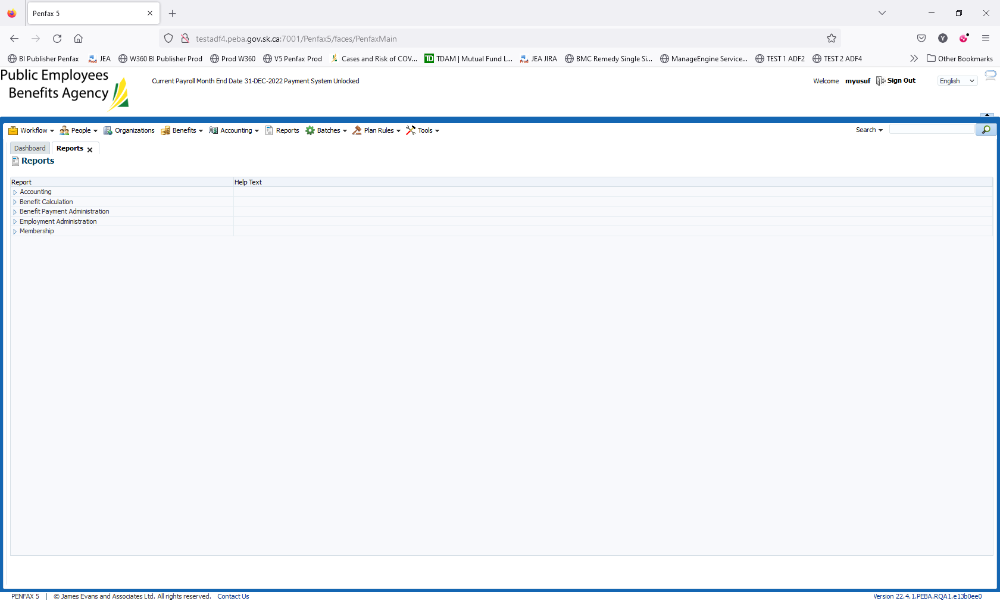 Penfax 5
testadf4.peba.gov.sk.ca:7001/Penfax5/faces/PenfaxMain
BI Publisher Penfax JEA W360 BI Publisher Prod Prod W360 V5 Penfax Prod Cases and Risk of COV... TDAM | Mutual Fund L... JEA JIRA BMC Remedy Single Si... ManageEngine Service... TEST 1 ADF2 TEST 2 ADF4 Other Bookmarks
Public Employees
Benefits Agency
Current Payroll Month End Date 31-DEC-2022 Payment System Unlocked
Welcome myusuf Sign Out English
Workflow People Organizations Benefits Accounting Reports Batches Plan Rules Tools Search
Dashboard Reports
Reports
Report Help Text
Accounting
Benefit Calculation
Benefit Payment Administration
Employment Administration
Membership
PENFAX 5 | © James Evans and Associates Ltd. All rights reserved. Contact Us Version 22.4.1.PEBA.RQA1.e13b0ee0